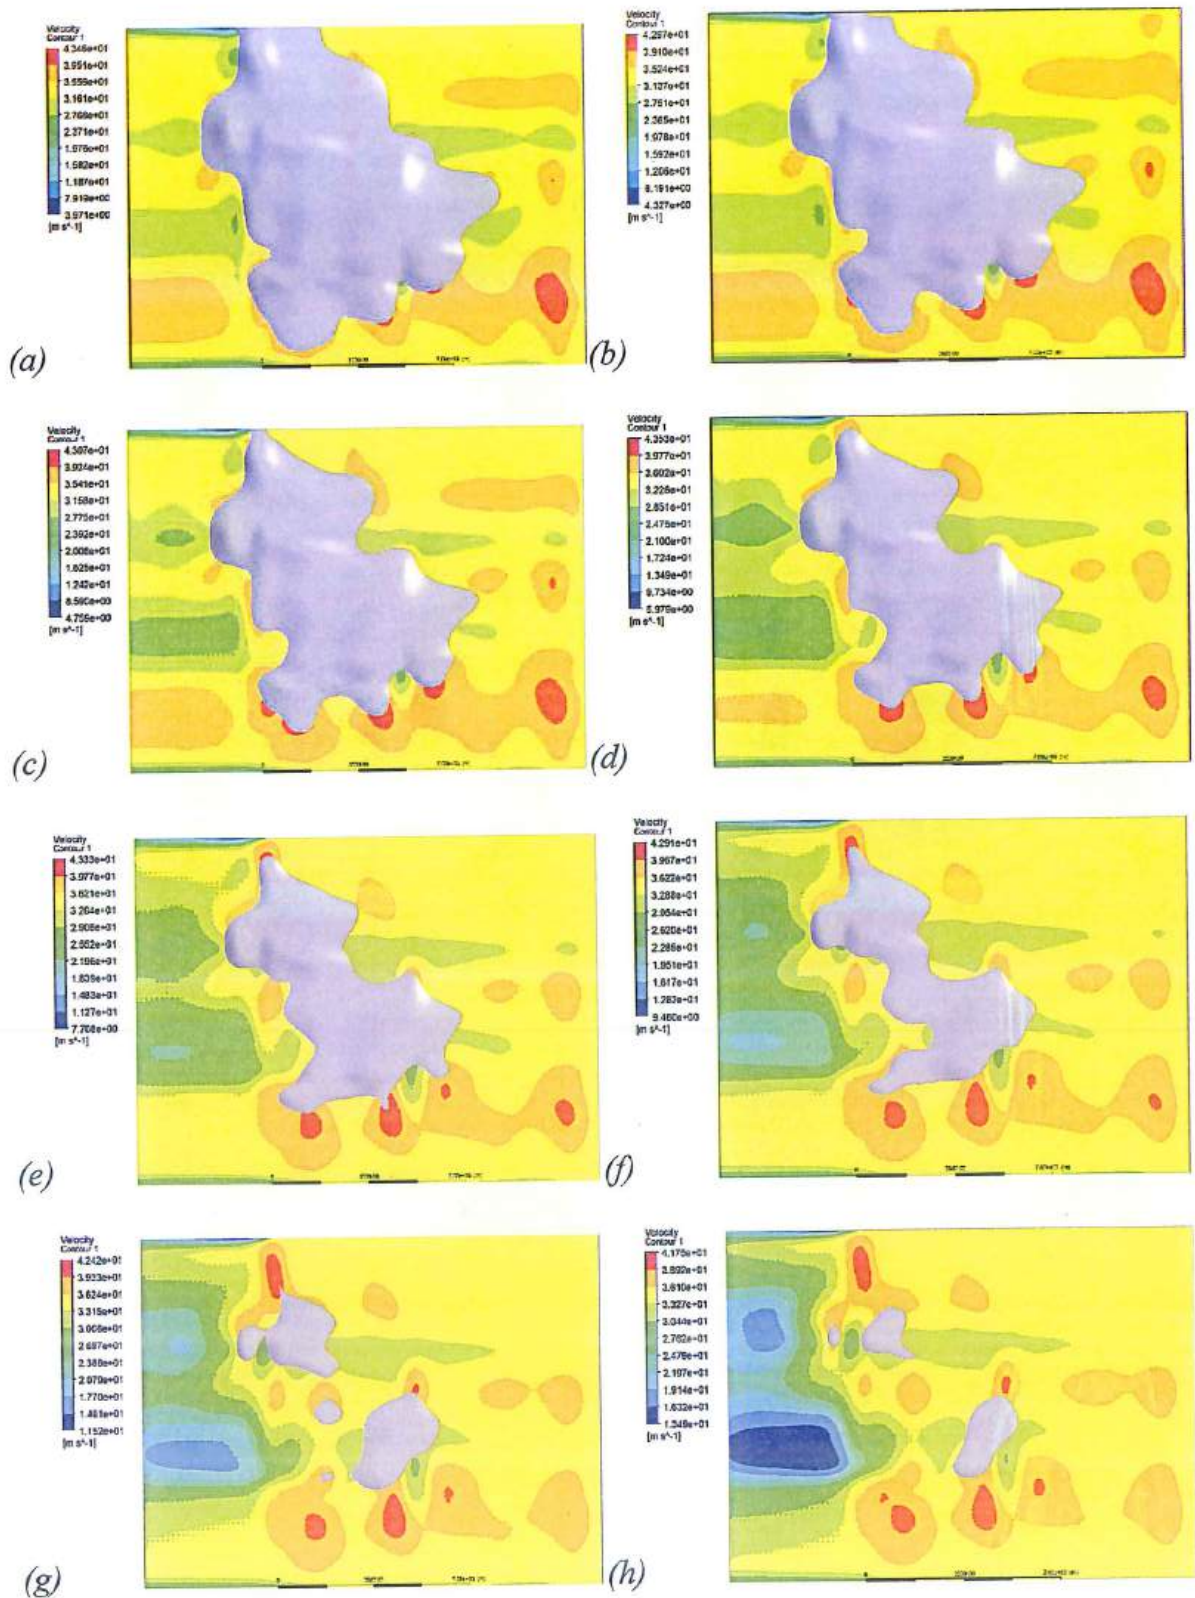 Velocity
Contour 1
4.346e+01
3.951e+01
3.556e+01
3.161e+01
2.766e+01
2.371e+01
1.976e+01
1.582e+01
1.187e+01
7.919e+00
3.971e+00
[m s^-1]
(a)
Velocity
Contour 1
4.297e+01
3.910e+01
3.524e+01
3.137e+01
2.751e+01
2.365e+01
1.978e+01
1.592e+01
1.206e+01
8.191e+00
4.327e+00
[m s^-1]
(b)
Velocity
Contour 1
4.307e+01
3.924e+01
3.541e+01
3.158e+01
2.775e+01
2.392e+01
2.008e+01
1.625e+01
1.242e+01
8.590e+00
4.759e+00
[m s^-1]
(c)
Velocity
Contour 1
4.353e+01
3.977e+01
3.602e+01
3.226e+01
2.851e+01
2.475e+01
2.100e+01
1.724e+01
1.349e+01
9.734e+00
5.979e+00
[m s^-1]
(d)
Velocity
Contour 1
4.333e+01
3.977e+01
3.621e+01
3.264e+01
2.908e+01
2.552e+01
2.196e+01
1.839e+01
1.483e+01
1.127e+01
7.708e+00
[m s^-1]
(e)
Velocity
Contour 1
4.291e+01
3.957e+01
3.622e+01
3.288e+01
2.954e+01
2.620e+01
2.285e+01
1.951e+01
1.617e+01
1.283e+01
9.480e+00
[m s^-1]
(f)
Velocity
Contour 1
4.242e+01
3.933e+01
3.624e+01
3.315e+01
3.006e+01
2.697e+01
2.388e+01
2.079e+01
1.770e+01
1.461e+01
1.152e+01
[m s^-1]
(g)
Velocity
Contour 1
4.175e+01
3.892e+01
3.610e+01
3.327e+01
3.044e+01
2.762e+01
2.479e+01
2.197e+01
1.914e+01
1.632e+01
1.349e+01
[m s^-1]
(h)